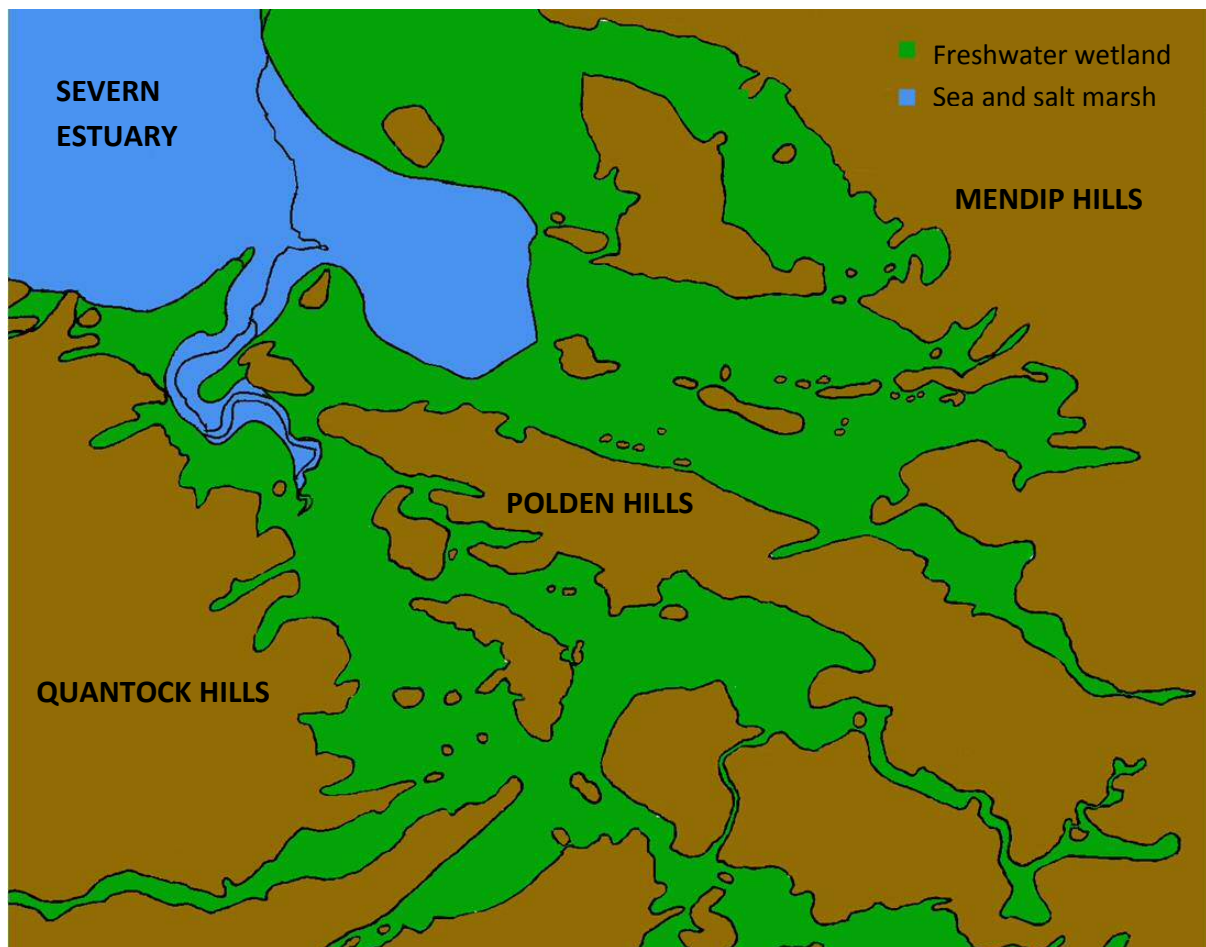 SEVERN
ESTUARY
Freshwater wetland
Sea and salt marsh
MENDIP HILLS
POLDEN HILLS
QUANTOCK HILLS